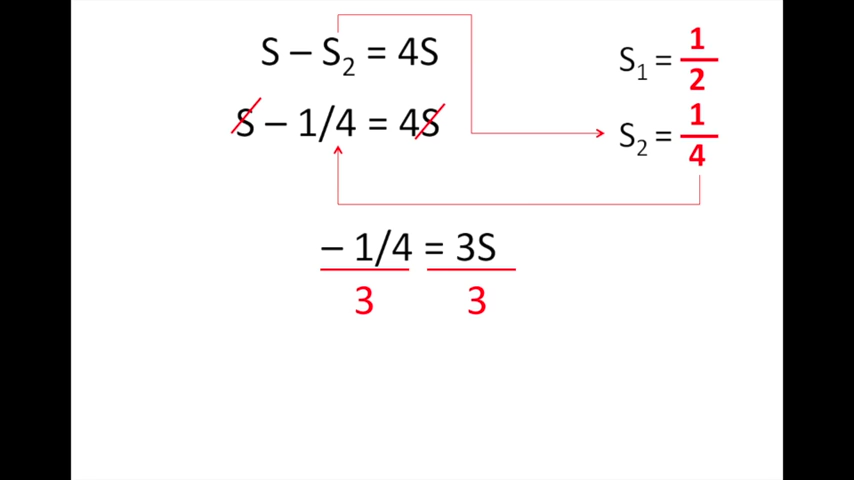 S – S₂ = 4S
S – 1/4 = 4S
– 1/4 = 3S
3 3
S₁ = 1/2
S₂ = 1/4